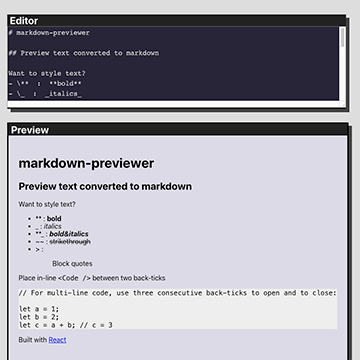 Editor
# markdown-previewer
## Preview text converted to markdown
Want to style text?
- \** : **bold**
- \_ : _italics_
Preview
markdown-previewer
Preview text converted to markdown
Want to style text?
• ** : bold
• _ : italics
• **_ : bold&italics
• ~~ : strikethrough
• > :
Block quotes
Place in-line <Code /> between two back-ticks
// For multi-line code, use three consecutive back-ticks to open and to close:
let a = 1;
let b = 2;
let c = a + b; // c = 3
Built with React